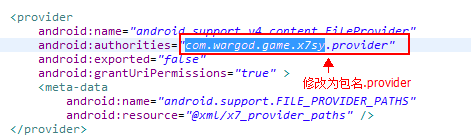 <provider
android:name="android.support.v4.content.FileProvider"
android:authorities="com.wargod.game.x7sy.provider"
android:exported="false"
android:grantUriPermissions="true" >
修改为包名.provider
<meta-data
android:name="android.support.FILE_PROVIDER_PATHS"
android:resource="@xml/x7_provider_paths" />
</provider>